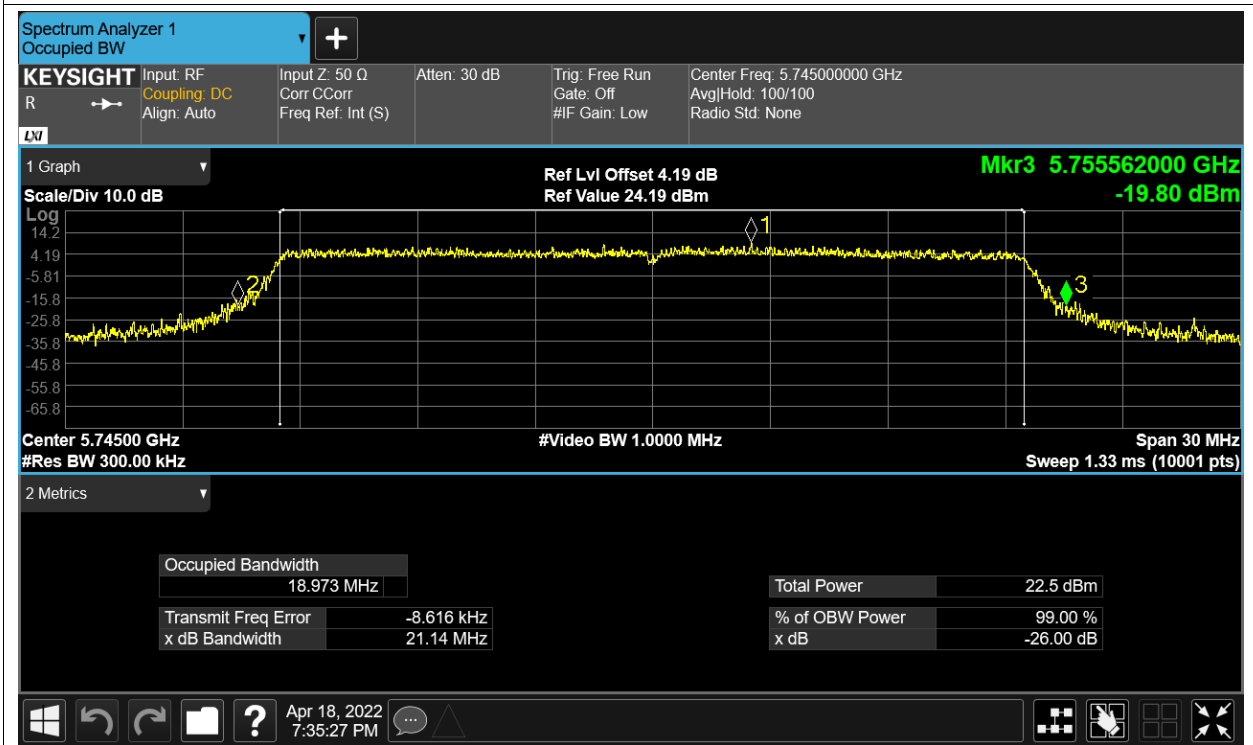 Spectrum Analyzer 1
Occupied BW
KEYSIGHT
R
LXI
Input: RF
Coupling: DC
Align: Auto
Input Z: 50 Ω
Corr CCorr
Freq Ref: Int (S)
Atten: 30 dB
Trig: Free Run
Gate: Off
#IF Gain: Low
Center Freq: 5.745000000 GHz
Avg|Hold: 100/100
Radio Std: None
1 Graph
Scale/Div 10.0 dB
Ref Lvl Offset 4.19 dB
Ref Value 24.19 dBm
Mkr3 5.755562000 GHz
-19.80 dBm
Log
14.2
4.19
-5.81
-15.8
-25.8
-35.8
-45.8
-55.8
-65.8
1
2
3
Center 5.74500 GHz
#Res BW 300.00 kHz
#Video BW 1.0000 MHz
Span 30 MHz
Sweep 1.33 ms (10001 pts)
2 Metrics
Occupied Bandwidth
18.973 MHz
Transmit Freq Error -8.616 kHz
x dB Bandwidth 21.14 MHz
Total Power 22.5 dBm
% of OBW Power 99.00 %
x dB -26.00 dB
?
Apr 18, 2022
7:35:27 PM